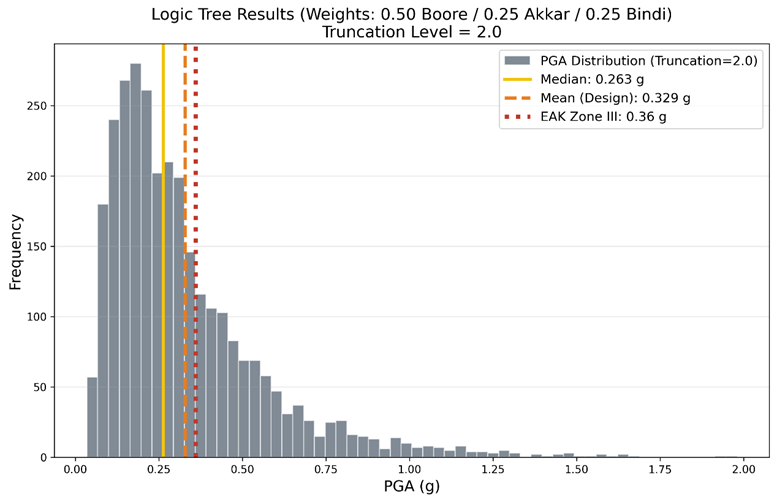 Logic Tree Results (Weights: 0.50 Boore / 0.25 Akkar / 0.25 Bindi)
Truncation Level = 2.0
PGA Distribution (Truncation=2.0)
Median: 0.263 g
Mean (Design): 0.329 g
EAK Zone III: 0.36 g
Frequency
250
200
150
100
50
0
0.00 0.25 0.50 0.75 1.00 1.25 1.50 1.75 2.00
PGA (g)